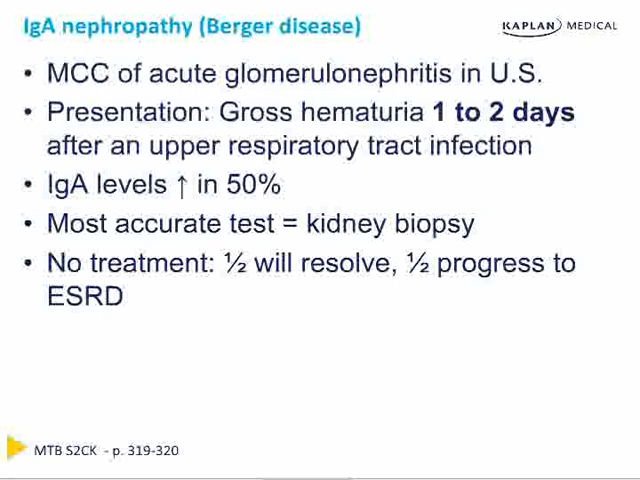 IgA nephropathy (Berger disease)
KAPLAN MEDICAL
• MCC of acute glomerulonephritis in U.S.
• Presentation: Gross hematuria 1 to 2 days
after an upper respiratory tract infection
• IgA levels ↑ in 50%
• Most accurate test = kidney biopsy
• No treatment: ½ will resolve, ½ progress to
ESRD
MTB S2CK - p. 319-320